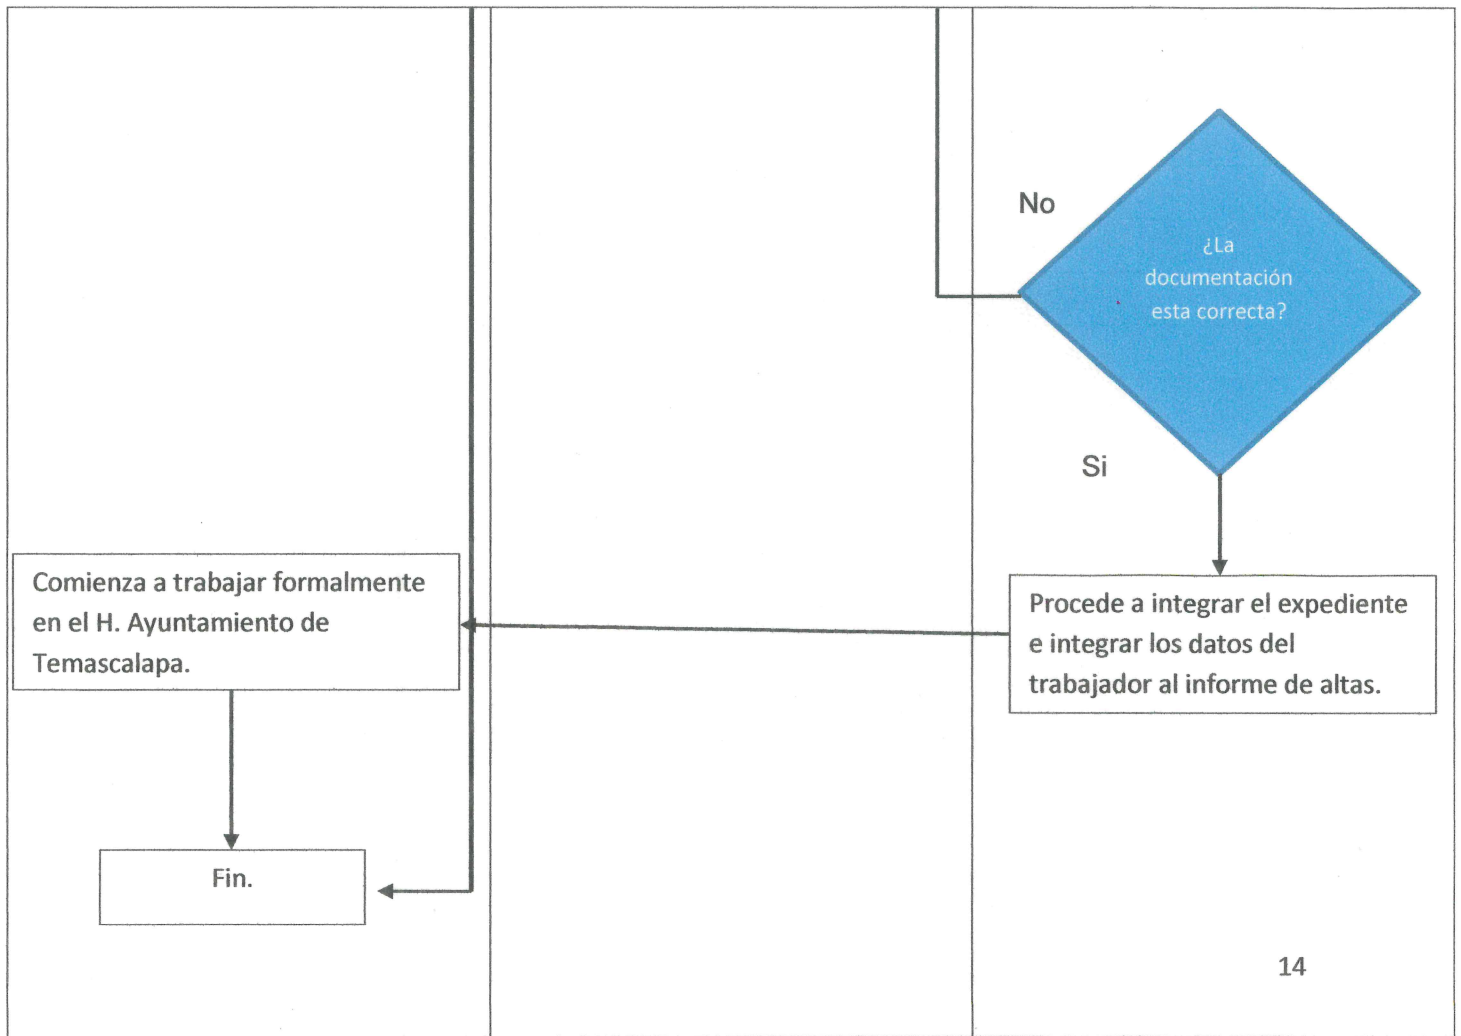 No
¿La
documentación
esta correcta?
Si
Comienza a trabajar formalmente
en el H. Ayuntamiento de
Temascalapa.
Procede a integrar el expediente
e integrar los datos del
trabajador al informe de altas.
Fin.
14